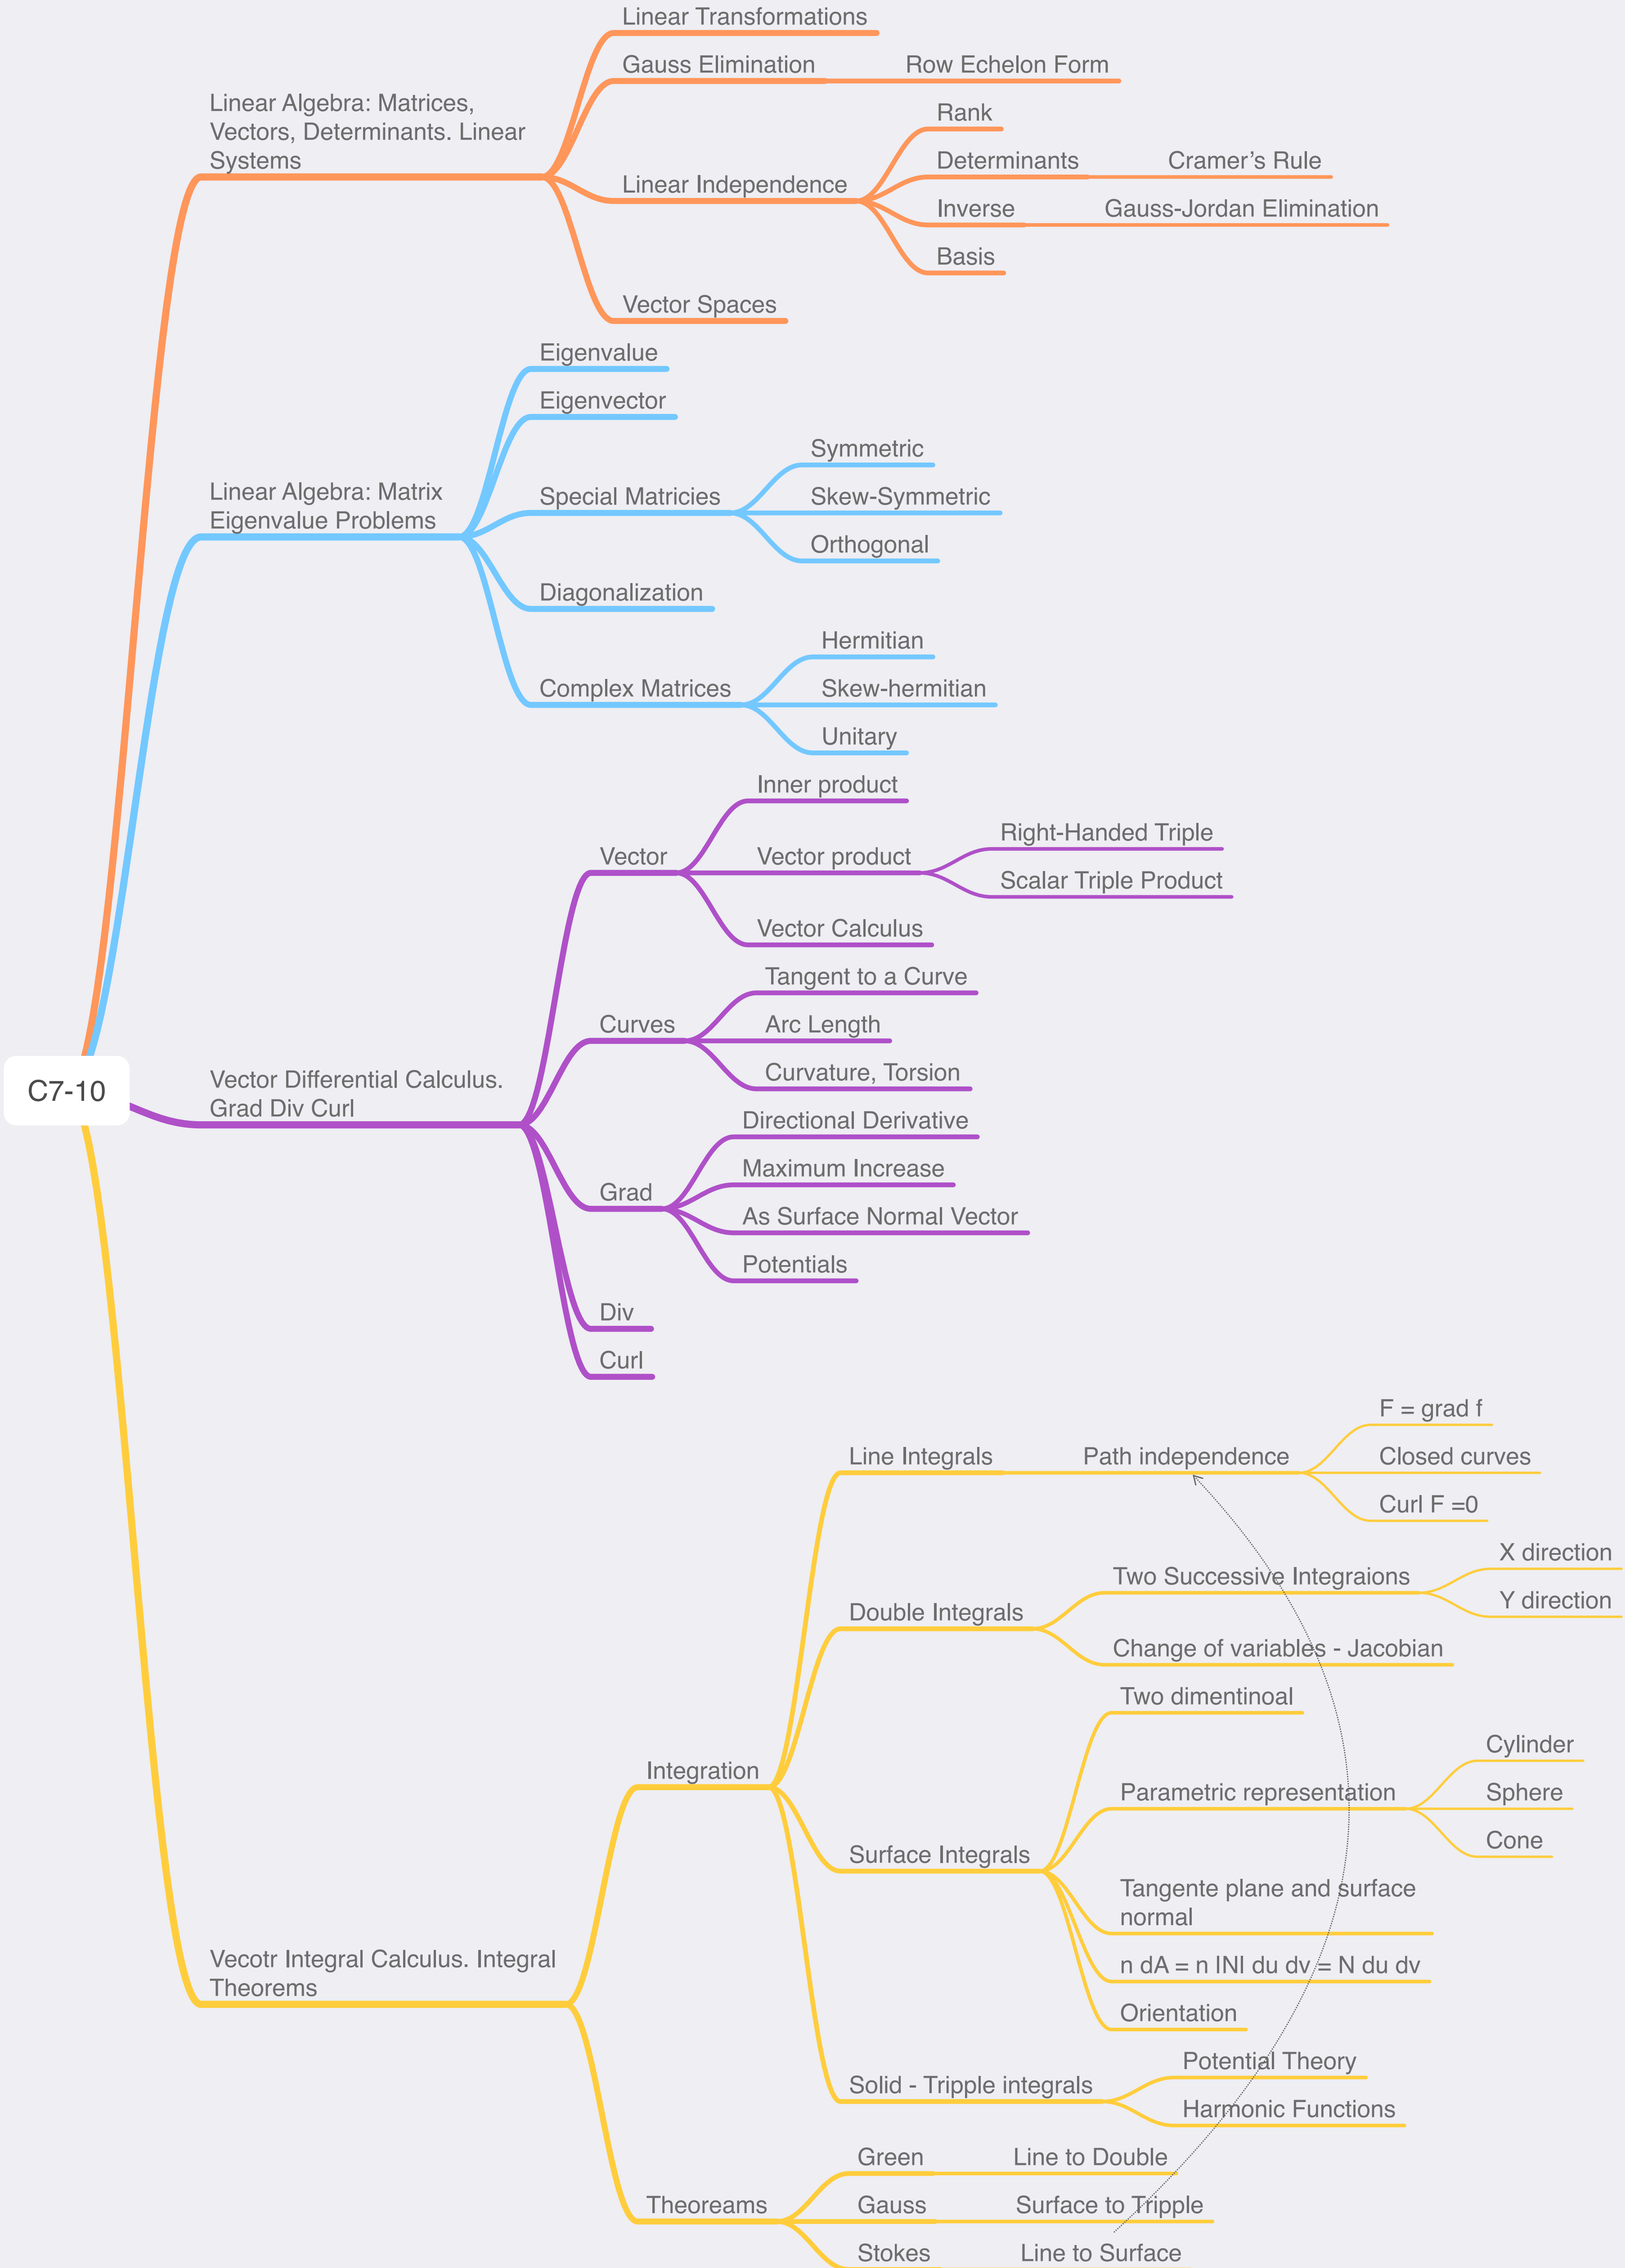 C7-10
Linear Algebra: Matrices,
Vectors, Determinants. Linear
Systems
Linear Transformations
Gauss Elimination
Row Echelon Form
Linear Independence
Rank
Determinants
Cramer’s Rule
Inverse
Gauss-Jordan Elimination
Basis
Vector Spaces
Linear Algebra: Matrix
Eigenvalue Problems
Eigenvalue
Eigenvector
Special Matricies
Symmetric
Skew-Symmetric
Orthogonal
Diagonalization
Complex Matrices
Hermitian
Skew-hermitian
Unitary
Vector Differential Calculus.
Grad Div Curl
Vector
Inner product
Vector product
Right-Handed Triple
Scalar Triple Product
Vector Calculus
Curves
Tangent to a Curve
Arc Length
Curvature, Torsion
Grad
Directional Derivative
Maximum Increase
As Surface Normal Vector
Potentials
Div
Curl
Vecotr Integral Calculus. Integral
Theorems
Integration
Line Integrals
Path independence
F = grad f
Closed curves
Curl F =0
Double Integrals
Two Successive Integraions
X direction
Y direction
Change of variables - Jacobian
Surface Integrals
Two dimentinoal
Parametric representation
Cylinder
Sphere
Cone
Tangente plane and surface
normal
n dA = n INI du dv = N du dv
Orientation
Solid - Tripple integrals
Potential Theory
Harmonic Functions
Theoreams
Green
Line to Double
Gauss
Surface to Tripple
Stokes
Line to Surface